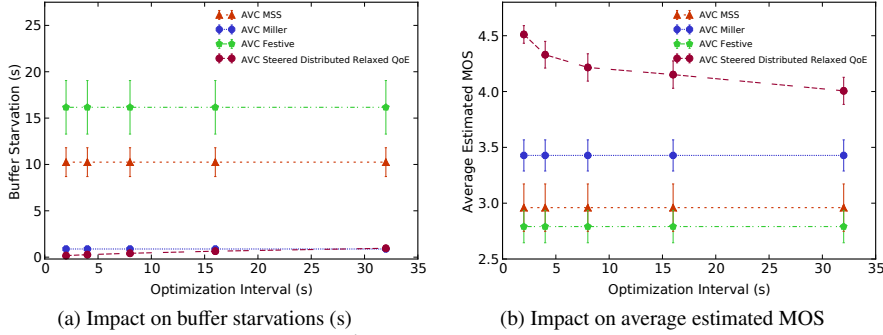 AVC MSS
AVC Miller
AVC Festive
AVC Steered Distributed Relaxed QoE
25
20
15
10
5
0
Buffer Starvation (s)
0 5 10 15 20 25 30 35
Optimization Interval (s)
(a) Impact on buffer starvations (s)
AVC MSS
AVC Miller
AVC Festive
AVC Steered Distributed Relaxed QoE
4.5
4.0
3.5
3.0
2.5
Average Estimated MOS
0 5 10 15 20 25 30 35
Optimization Interval (s)
(b) Impact on average estimated MOS